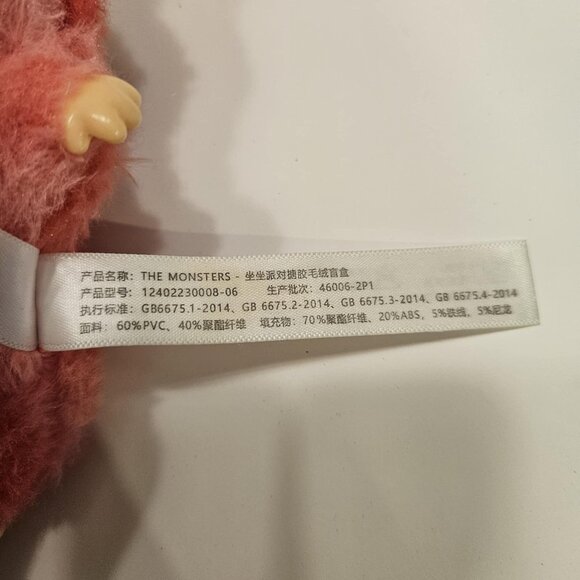 产品名称：THE MONSTERS - 坐坐派对搪胶毛绒盲盒
产品型号：12402230008-06 生产批次：46006-2P1
执行标准：GB6675.1-2014、GB 6675.2-2014、GB 6675.3-2014、GB 6675.4-2014
面料：60%PVC、40%聚酯纤维 填充物：70%聚酯纤维、20%ABS，5%铁绒、5%尼龙